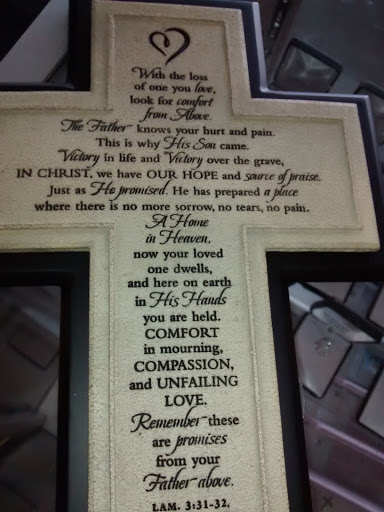 With the loss
of one you love,
look for comfort
from Above.
The Father knows your hurt and pain.
This is why His Son came.
Victory in life and Victory over the grave,
IN CHRIST, we have OUR HOPE and source of praise.
Just as He promised. He has prepared a place
where there is no more sorrow, no tears, no pain.
A Home
in Heaven,
now your loved
one dwells,
and here on earth
in His Hands
you are held.
COMFORT
in mourning,
COMPASSION,
and UNFAILING
LOVE.
Remember these
are promises
from your
Father above.
LAM. 3:31-32,